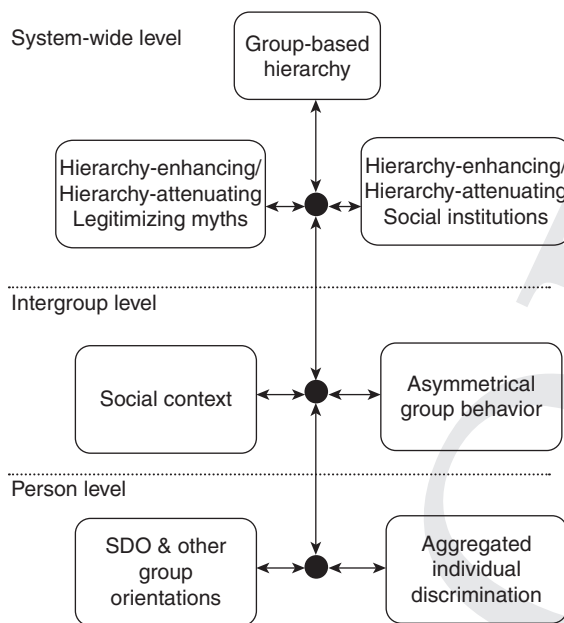 System-wide level
Group-based
hierarchy
Hierarchy-enhancing/
Hierarchy-attenuating
Legitimizing myths
Hierarchy-enhancing/
Hierarchy-attenuating
Social institutions
Intergroup level
Social context
Asymmetrical
group behavior
Person level
SDO & other
group
orientations
Aggregated
individual
discrimination